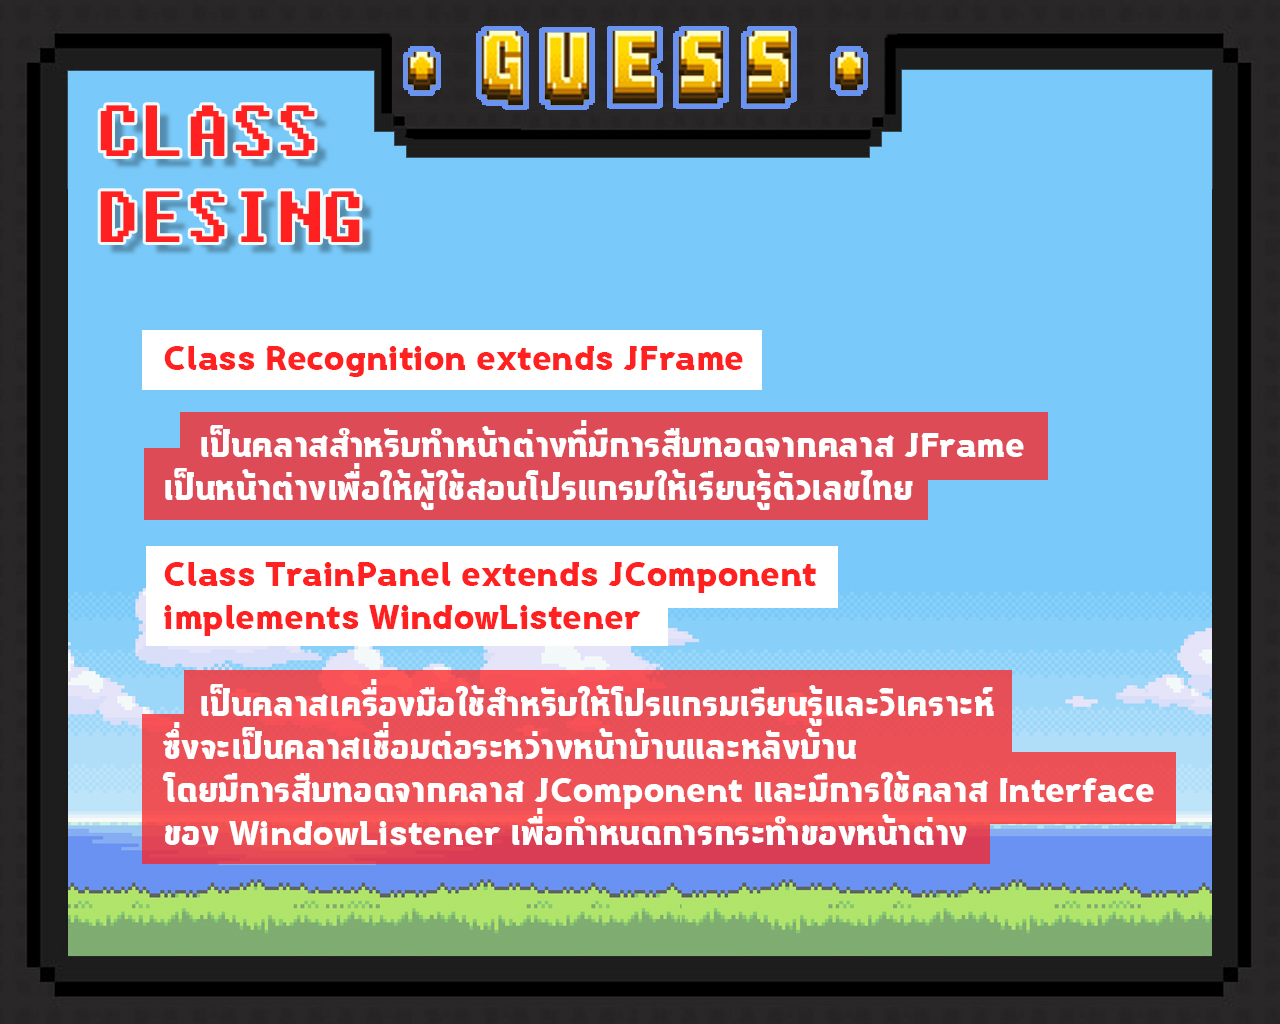 GUESS
CLASS
DESING
Class Recognition extends JFrame
เป็นคลาสสำหรับทำหน้าต่างที่มีการสืบทอดจากคลาส JFrame
เป็นหน้าต่างเพื่อให้ผู้ใช้สอนโปรแกรมให้เรียนรู้ตัวเลขไทย
Class TrainPanel extends JComponent
implements WindowListener
เป็นคลาสเครื่องมือใช้สำหรับให้โปรแกรมเรียนรู้และวิเคราะห์
ซึ่งจะเป็นคลาสเชื่อมต่อระหว่างหน้าบ้านและหลังบ้าน
โดยมีการสืบทอดจากคลาส JComponent และมีการใช้คลาส Interface
ของ WindowListener เพื่อกำหนดการกระทำของหน้าต่าง